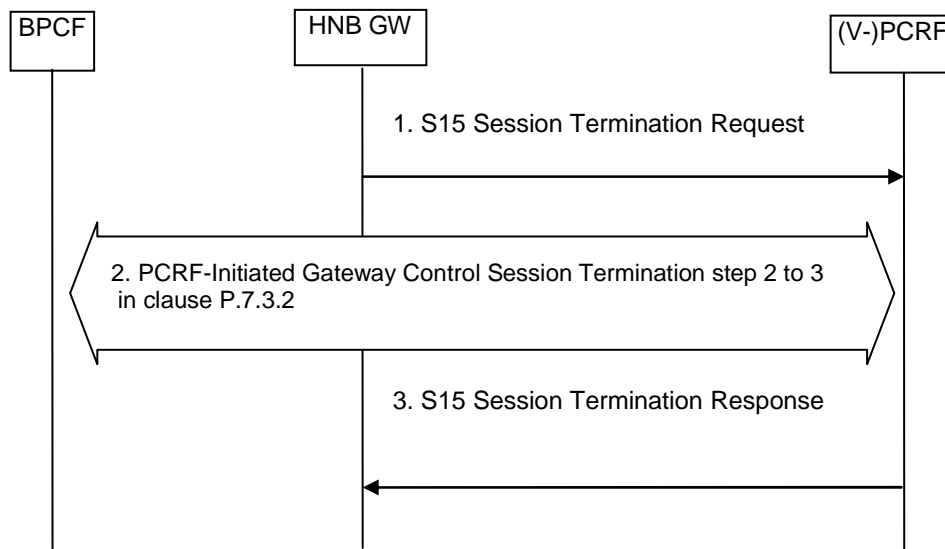 BPCF
HNB GW
(V-)PCRF
1. S15 Session Termination Request
2. PCRF-Initiated Gateway Control Session Termination step 2 to 3
in clause P.7.3.2
3. S15 Session Termination Response